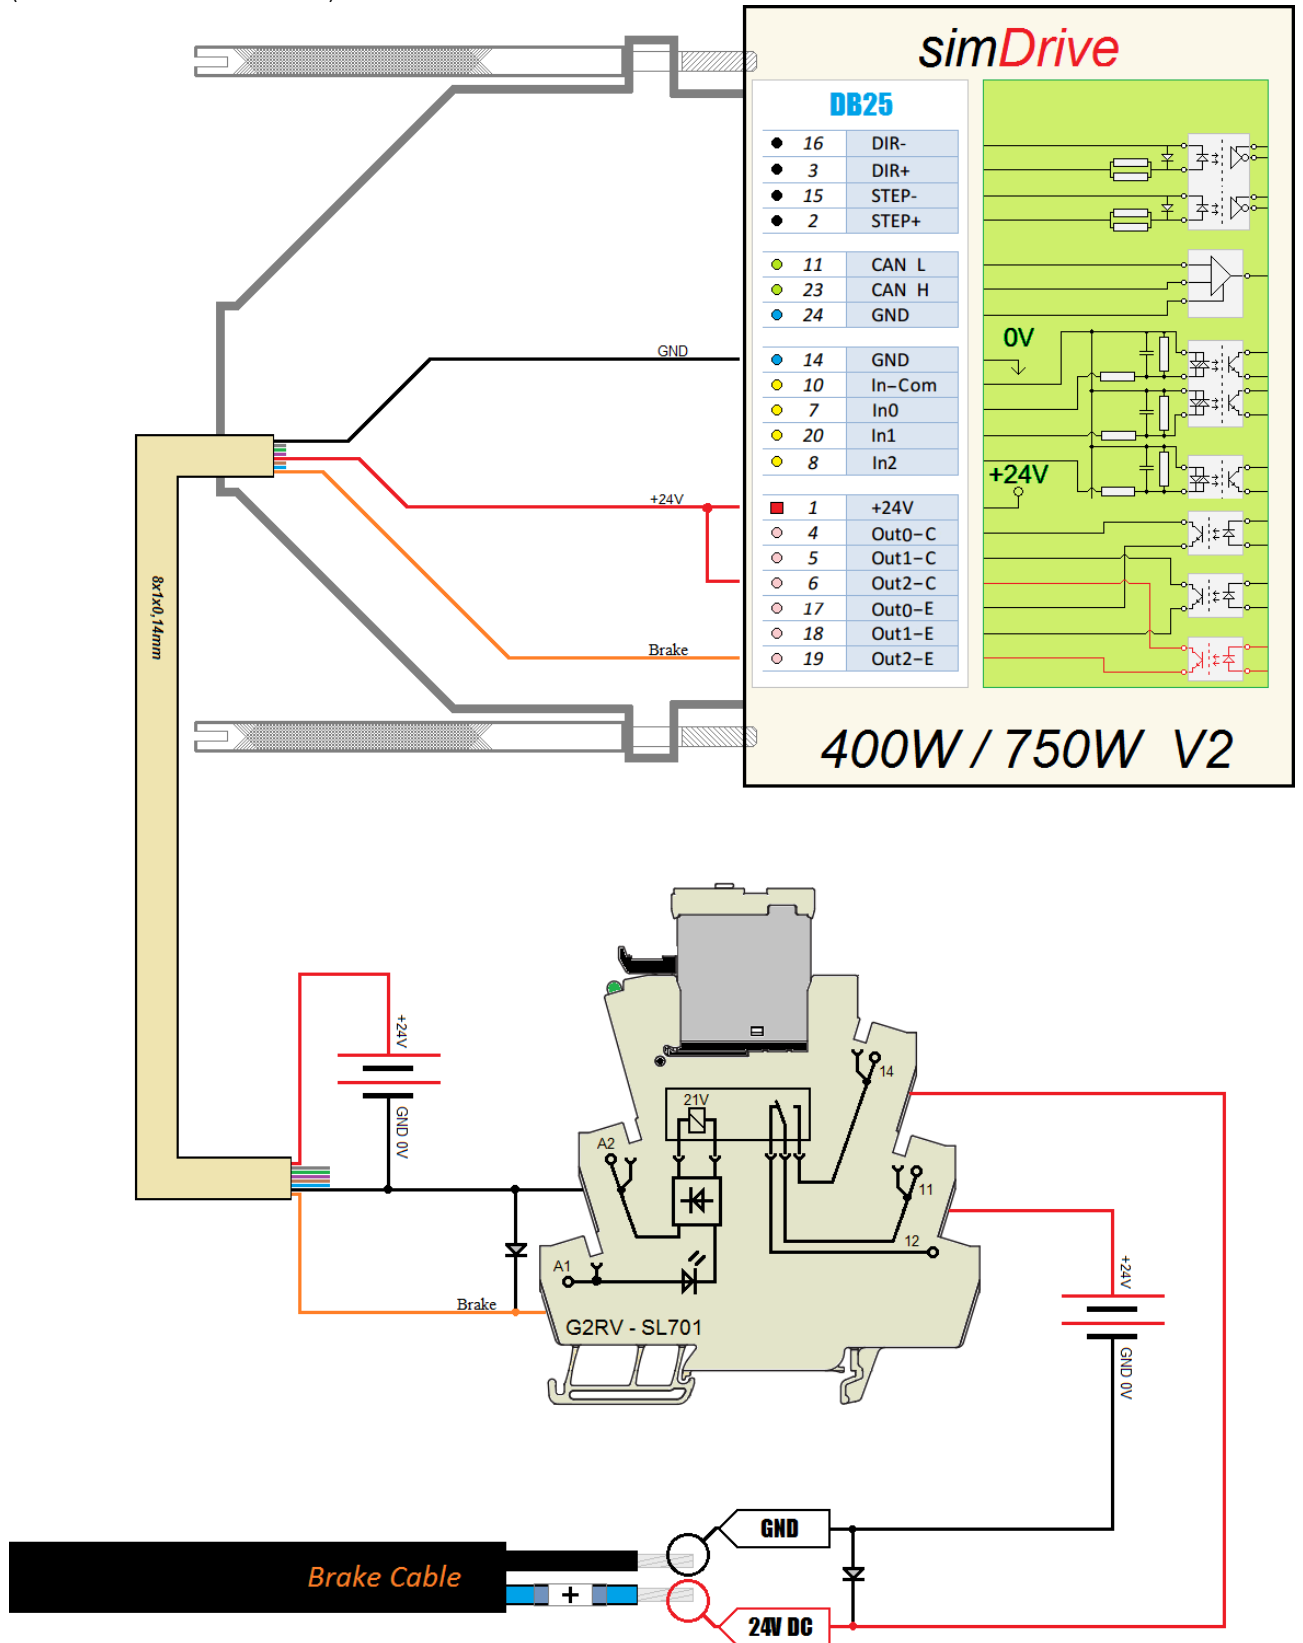 simDrive
DB25
16 DIR-
3 DIR+
15 STEP-
2 STEP+
11 CAN L
23 CAN H
24 GND
14 GND
10 In-Com
7 In0
20 In1
8 In2
1 +24V
4 Out0-C
5 Out1-C
6 Out2-C
17 Out0-E
18 Out1-E
19 Out2-E
0V
+24V
GND
+24V
Brake
8x1x0,14mm
400W / 750W V2
+24V
GND 0V
21V
14
A2
11
12
A1
Brake
G2RV - SL701
+24V
GND 0V
GND
Brake Cable
+
24V DC